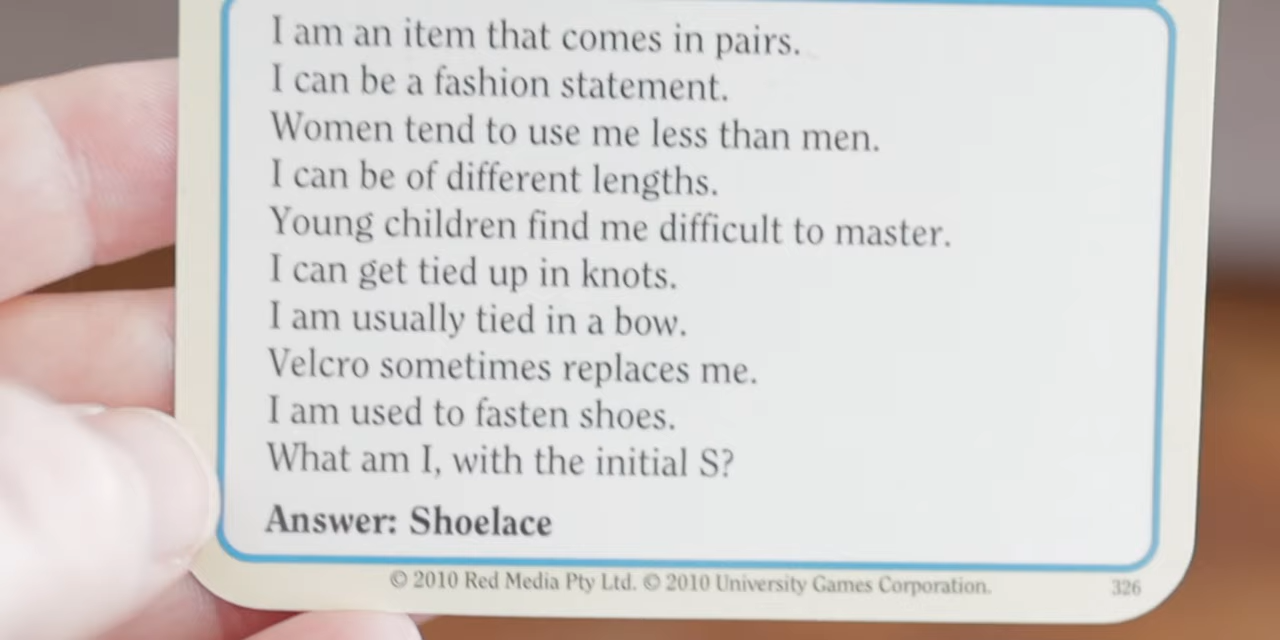 I am an item that comes in pairs.
I can be a fashion statement.
Women tend to use me less than men.
I can be of different lengths.
Young children find me difficult to master.
I can get tied up in knots.
I am usually tied in a bow.
Velcro sometimes replaces me.
I am used to fasten shoes.
What am I, with the initial S?
Answer: Shoelace
© 2010 Red Media Pty Ltd. © 2010 University Games Corporation. 326